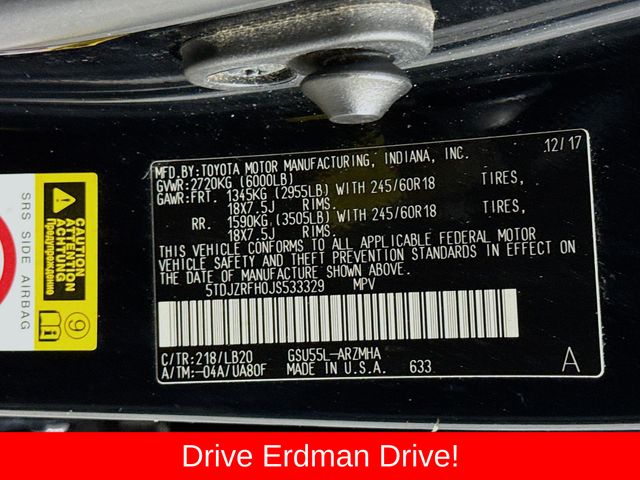 MFD.BY:TOYOTA MOTOR MANUFACTURING, INDIANA, INC. 12/17
GVWR:2720KG (6000LB)
GAWR:FRT. 1345KG (2955LB) WITH 245/60R18 TIRES,
18X7.5J RIMS.
RR. 1590KG (3505LB) WITH 245/60R18 TIRES,
18X7.5J RIMS.
THIS VEHICLE CONFORMS TO ALL APPLICABLE FEDERAL MOTOR
VEHICLE SAFETY AND THEFT PREVENTION STANDARDS IN EFFECT
ON THE DATE OF MANUFACTURE SHOWN ABOVE.
5TDJZRFH0JS533329 MPV
C/TR:218/LB20 GSU55L-ARZMHA
A/TM:-04A/UA80F MADE IN U.S.A. 633 A
CAUTION
ATTENTION
ACHTUNG
Предупреждение
9
SRS SIDE AIRBAG
Drive Erdman Drive!